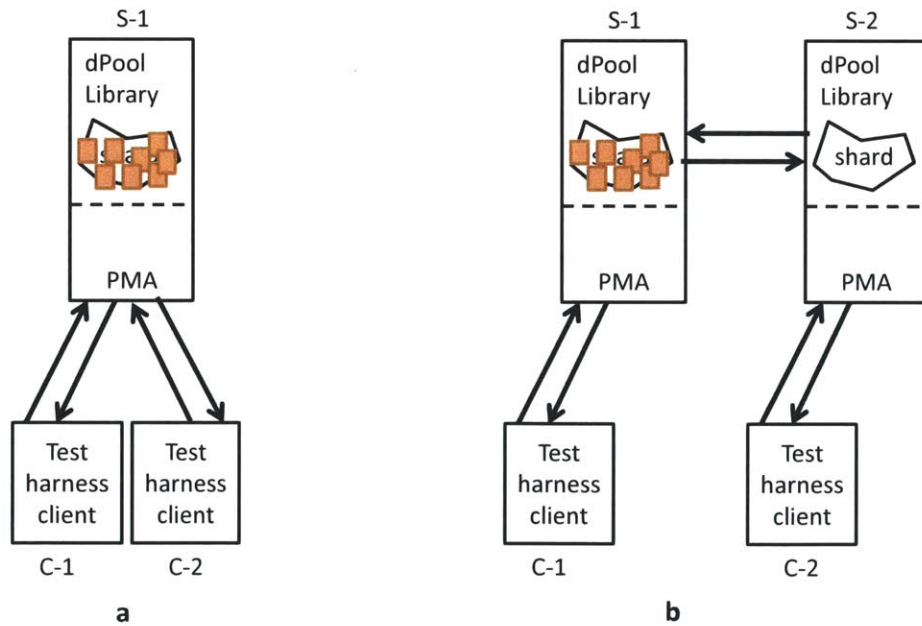 S-1
dPool
Library
PMA
Test
harness
client
Test
harness
client
C-1
C-2
a
S-1
S-2
dPool
Library
dPool
Library
shard
PMA
PMA
Test
harness
client
Test
harness
client
C-1
C-2
b